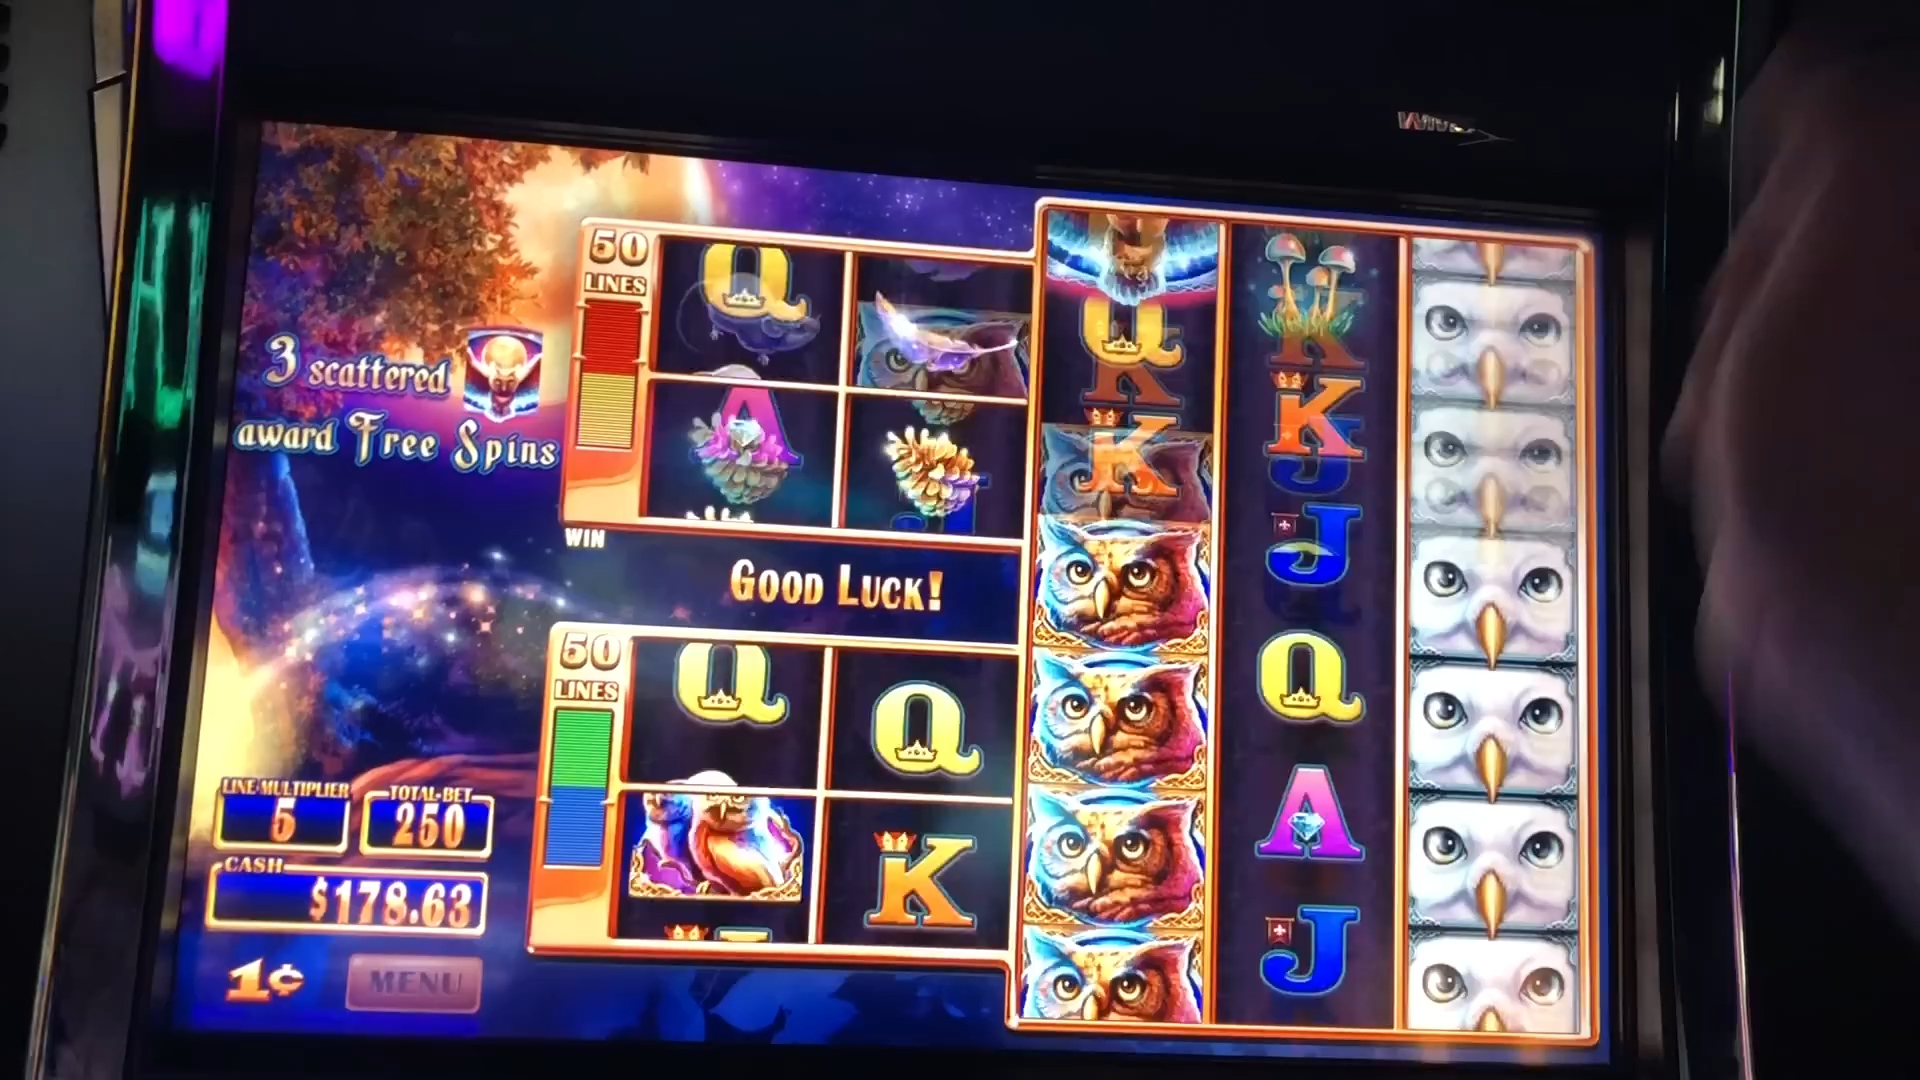 3 scattered
award Free Spins
50
LINES
Q
A
WIN
GOOD LUCK!
50
LINES
Q
Q
K
Q
K
K
J
Q
A
J
LINE MULTIPLIER
5
TOTAL BET
250
CASH
$178.63
1¢
MENU